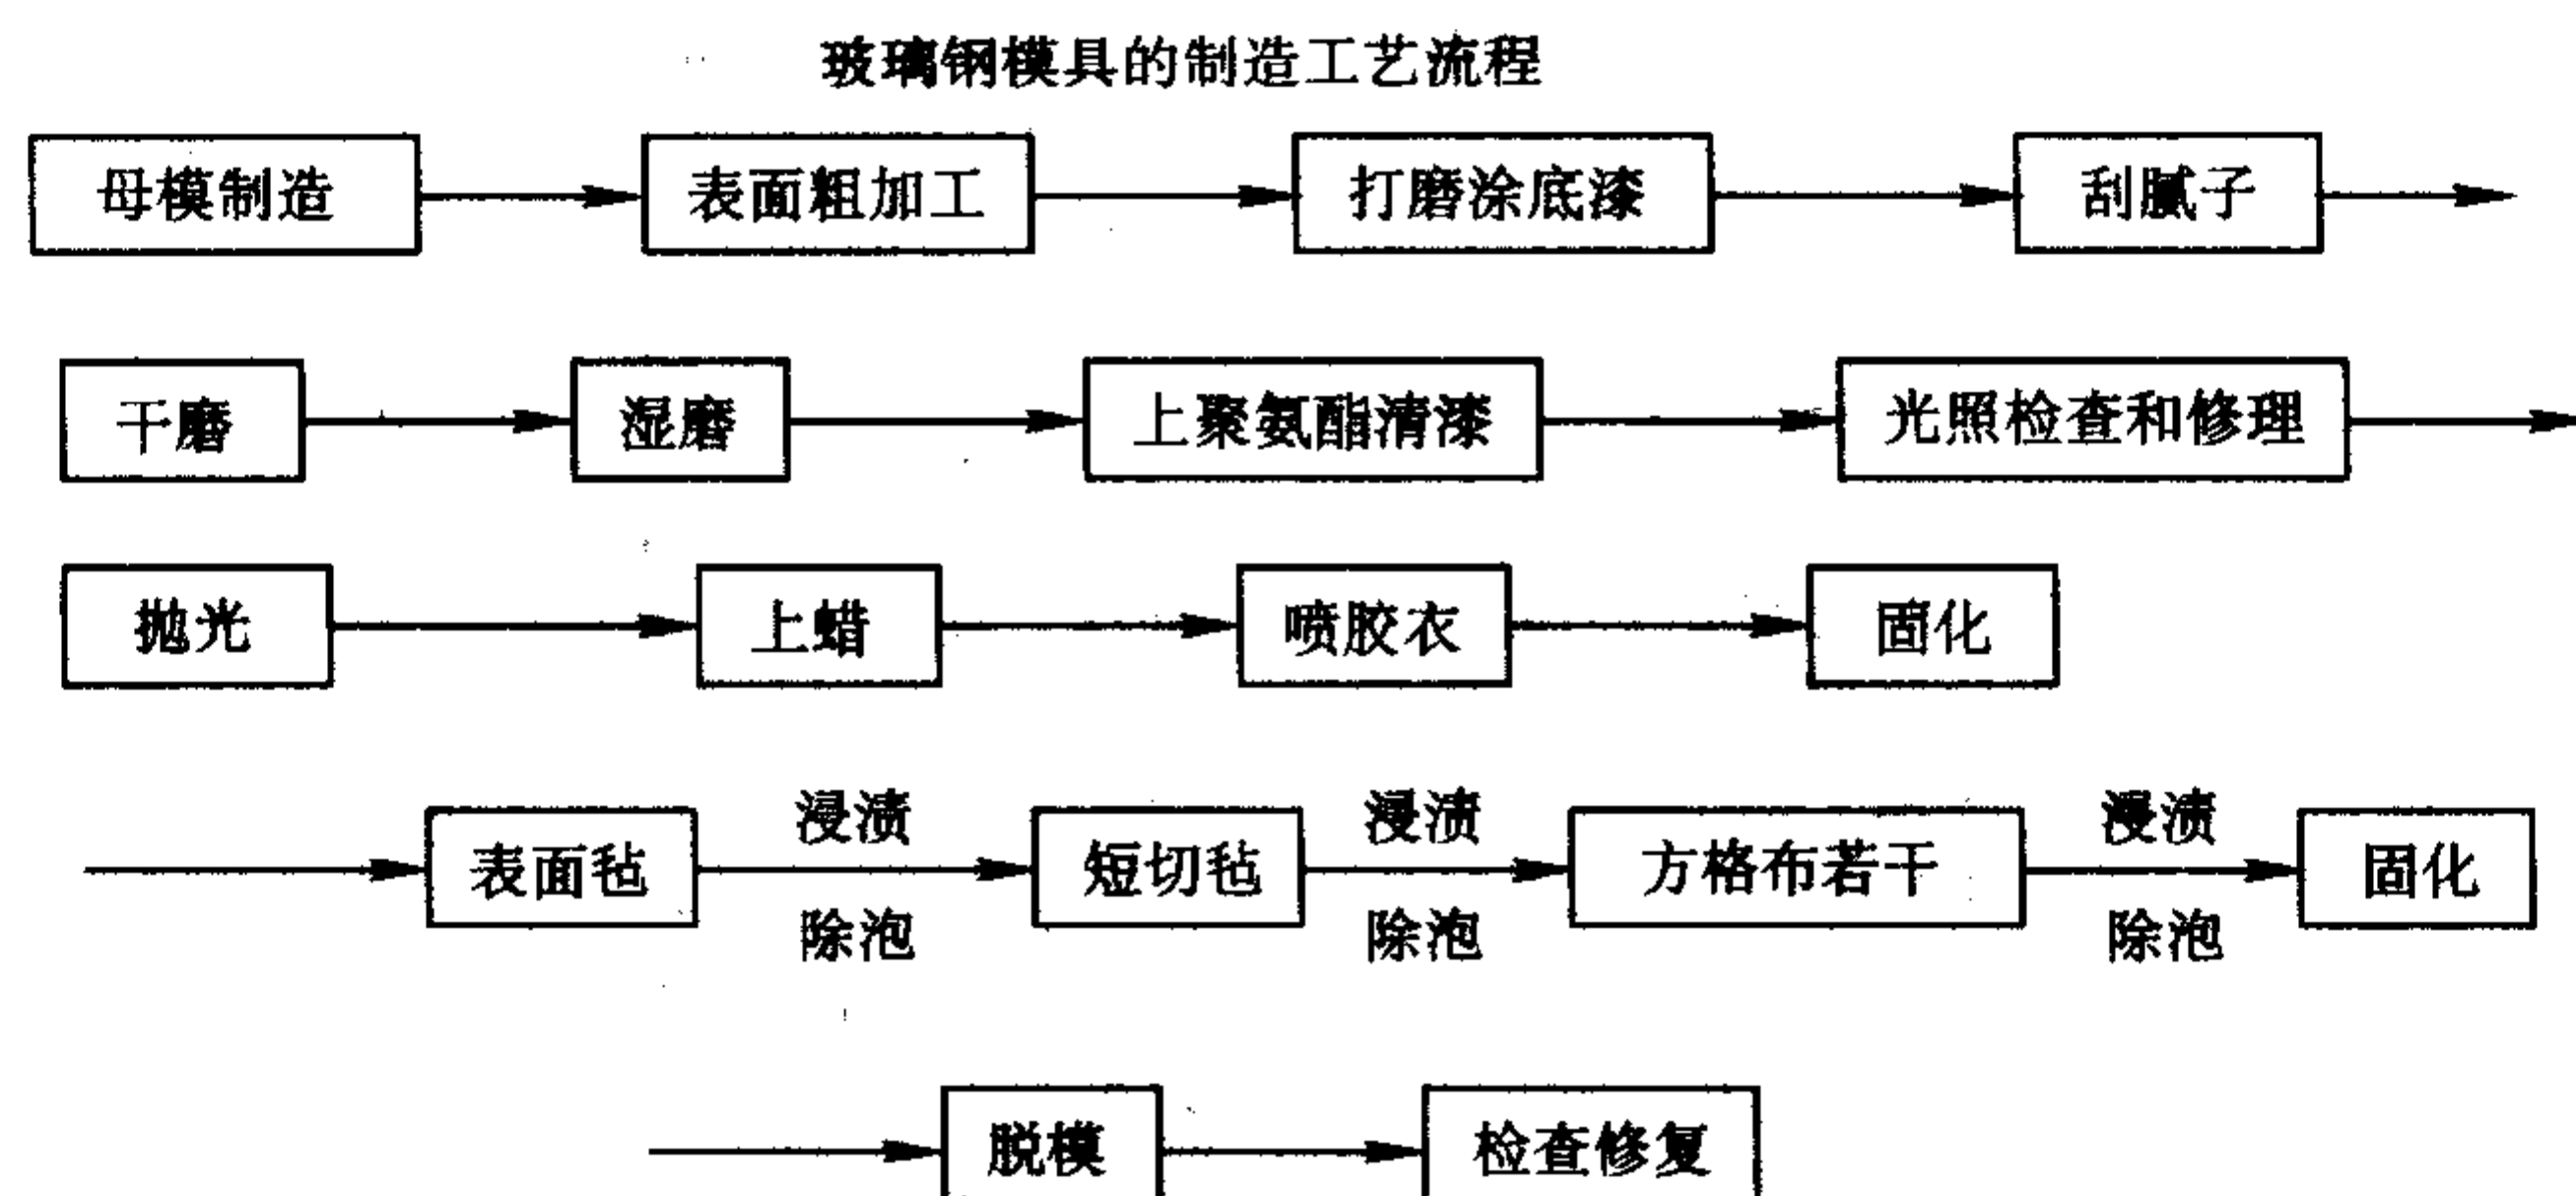 玻璃钢模具的制造工艺流程
母模制造 表面粗加工 打磨涂底漆 刮腻子
干磨 湿磨 上聚氨酯清漆 光照检查和修理
抛光 上蜡 喷胶衣 固化
浸渍 浸渍 浸渍
表面毡 短切毡 方格布若干 固化
除泡 除泡 除泡
脱模 检查修复